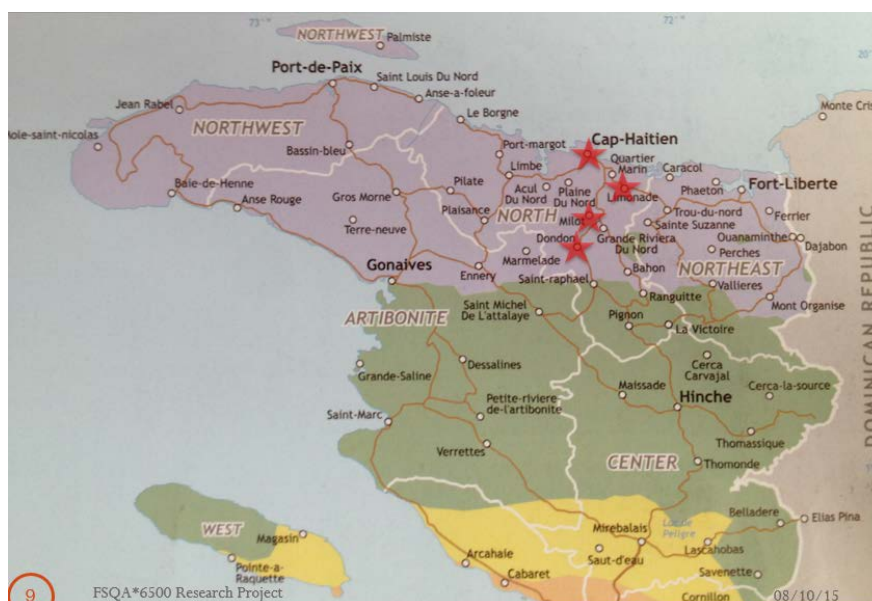 73°
72°
NORTHWEST
Palmiste
20°
Port-de-Paix
Saint Louis Du Nord
Anse-a-foleur
Jean Rabel
Le Borgne
Monte Cris
NORTHWEST
Mole-saint-nicolas
Bassin-bleu
Port-margot
Cap-Haitien
Quartier
Marin
Caracol
Limbe
Baie-de-Henne
Anse Rouge
Gros Morne
Pilate
Acul
Du Nord
Plaine
Du Nord
Limonade
Phaeton
Fort-Liberte
Terre-neuve
Plaisance
NORTH
Milot
Trou-du-nord
Sainte Suzanne
Ferrier
Dondon
Grande Riviera
Du Nord
Ouanaminthe
Perches
Dajabon
Marmelade
Gonaives
Ennery
Saint-raphael
Bahon
NORTHEAST
Vallieres
Ranguitte
Mont Organise
ARTIBONITE
Saint Michel
De L'attalaye
Pignon
La-Victoire
Dessalines
Grande-Saline
Cerca
Carvajal
Cerca-la-source
Maissade
Hinche
Petite-riviere
de-l'artibonite
Saint-Marc
Verrettes
Thomassique
CENTER
Thomonde
DOMINICAN REPUBLIC
WEST
Magasin
Belladere
Elias Pina
Mirebalais
Lac de
Peligre
Lascahobas
Arcahaie
Saut-d'eau
Pointe-a-
Raquette
Cabaret
Savenette
Cornillon
9
FSQA*6500 Research Project
08/10/15